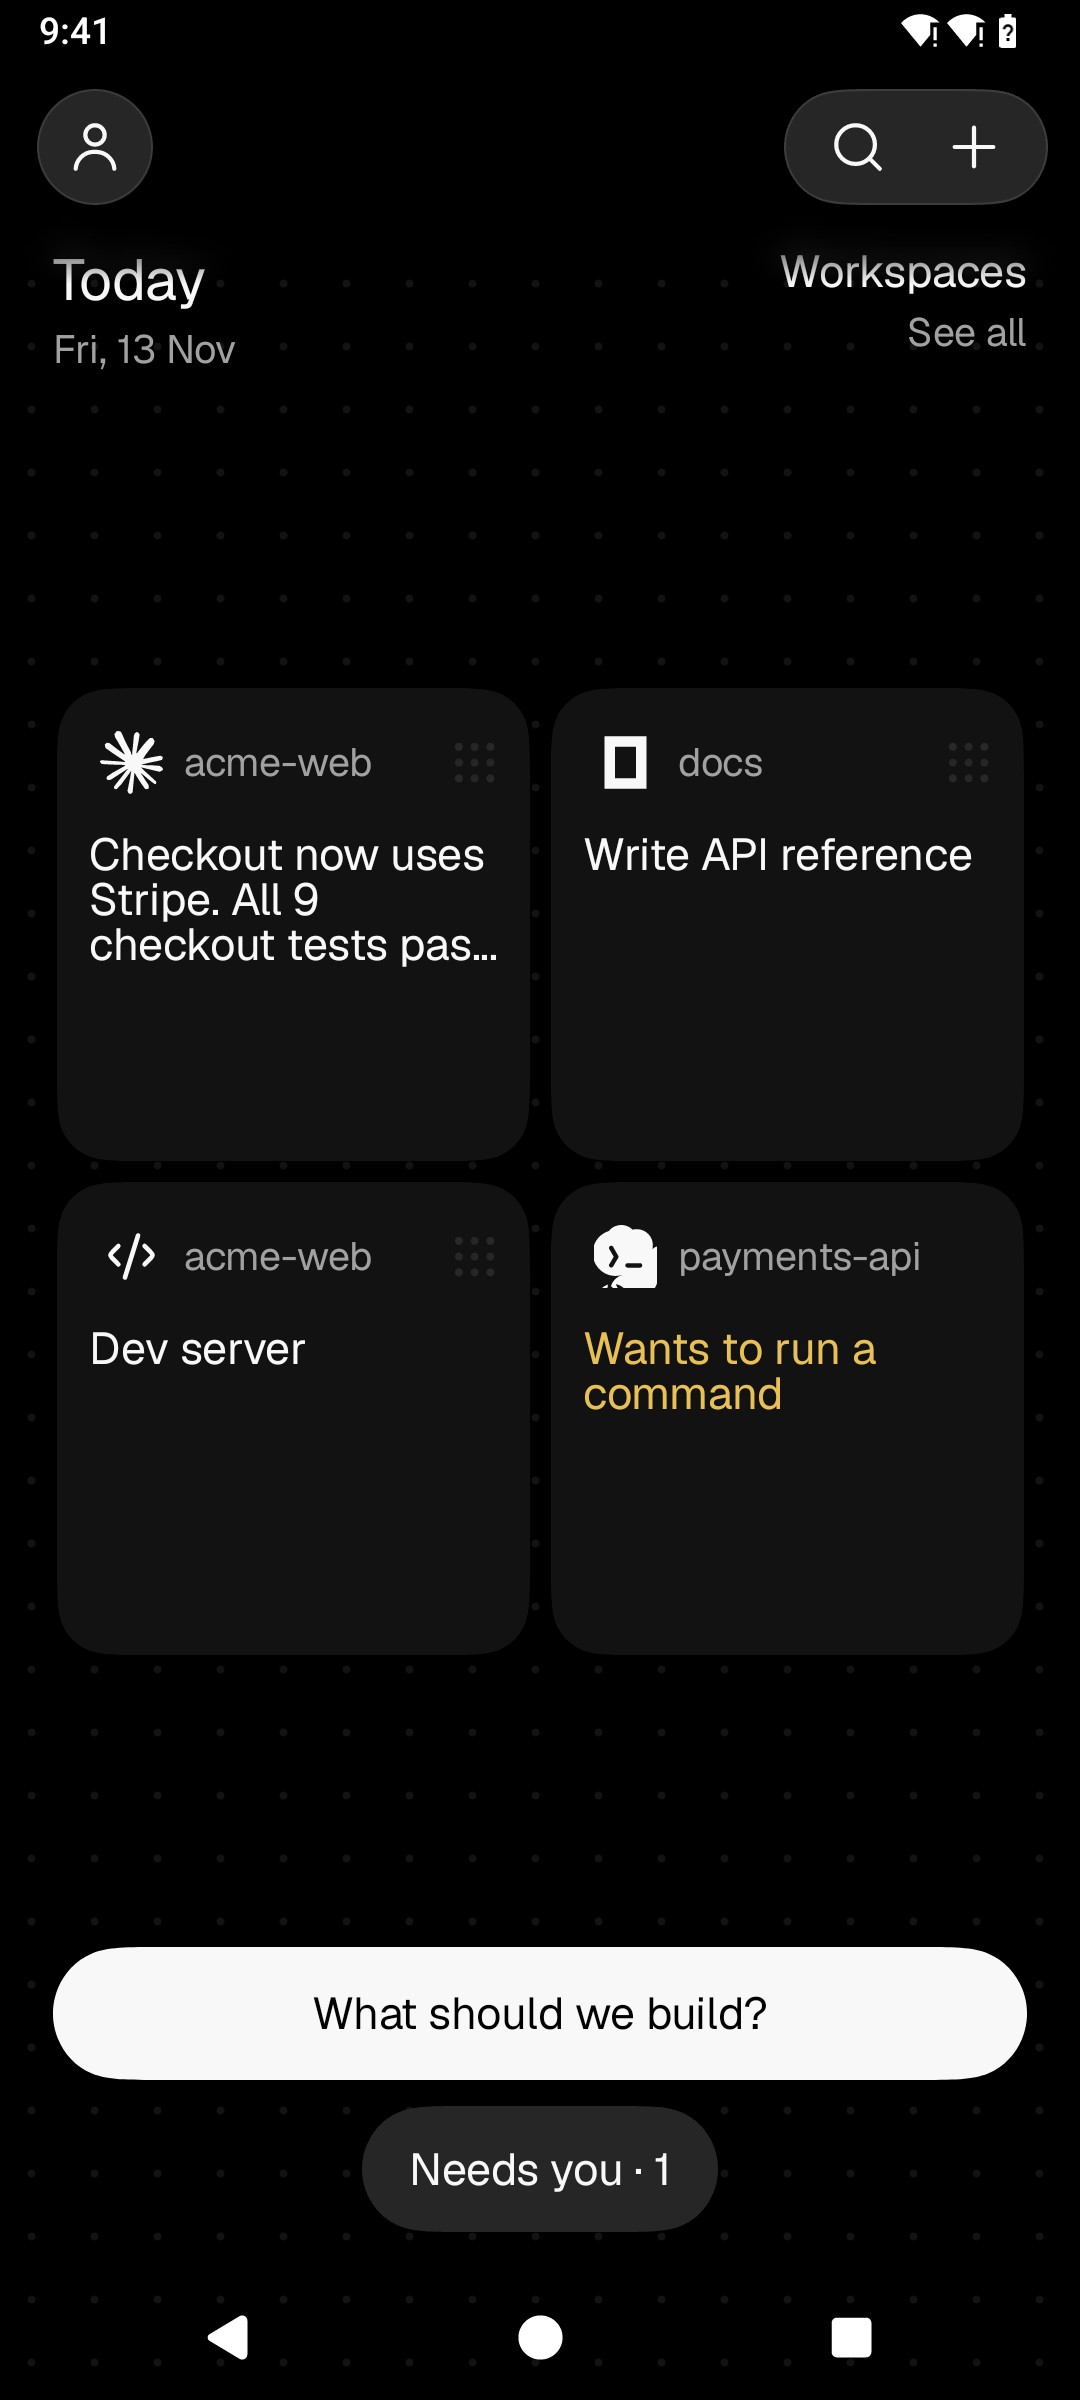 9:41
Today
Workspaces
Fri, 13 Nov
See all
acme-web
Checkout now uses
Stripe. All 9
checkout tests pas...
docs
Write API reference
acme-web
Dev server
payments-api
Wants to run a
command
What should we build?
Needs you · 1